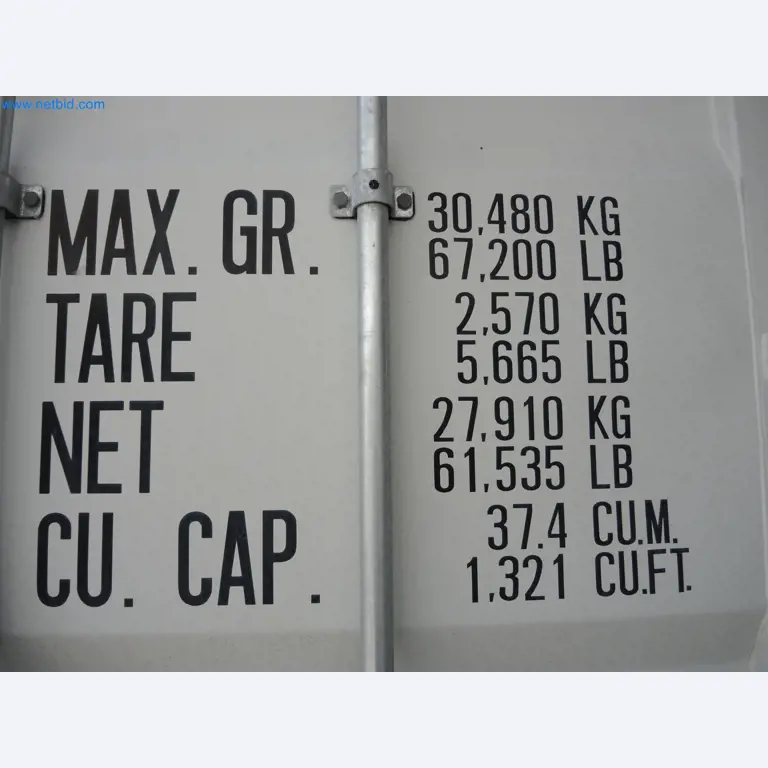 www.netbid.com
MAX. GR. 30,480 KG
67,200 LB
TARE 2,570 KG
5,665 LB
NET 27,910 KG
61,535 LB
CU. CAP. 37.4 CU.M.
1,321 CU.FT.